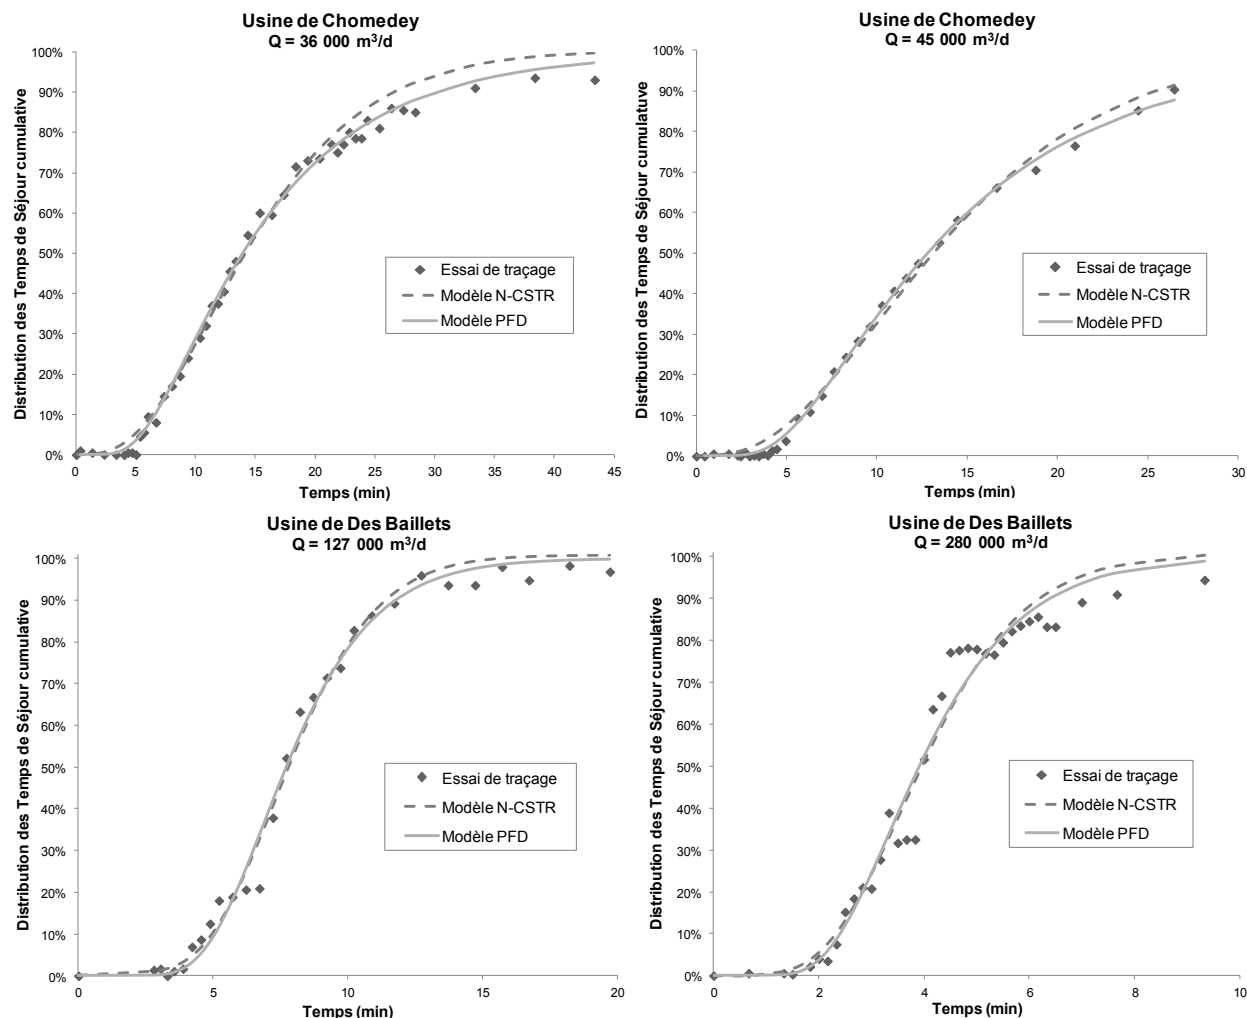 Usine de Chomedey
Q = 36 000 m³/d
Distribution des Temps de Séjour cumulative
100%
90%
80%
70%
60%
50%
40%
30%
20%
10%
0%
0 5 10 15 20 25 30 35 40 45
Temps (min)
Essai de traçage
Modèle N-CSTR
Modèle PFD
Usine de Chomedey
Q = 45 000 m³/d
Distribution des Temps de Séjour cumulative
100%
90%
80%
70%
60%
50%
40%
30%
20%
10%
0%
0 5 10 15 20 25 30
Temps (min)
Essai de traçage
Modèle N-CSTR
Modèle PFD
Usine de Des Baillets
Q = 127 000 m³/d
Distribution des Temps de Séjour cumulative
100%
90%
80%
70%
60%
50%
40%
30%
20%
10%
0%
0 5 10 15 20
Temps (min)
Essai de traçage
Modèle N-CSTR
Modèle PFD
Usine de Des Baillets
Q = 280 000 m³/d
Distribution des Temps de Séjour cumulative
100%
90%
80%
70%
60%
50%
40%
30%
20%
10%
0%
0 2 4 6 8 10
Temps (min)
Essai de traçage
Modèle N-CSTR
Modèle PFD